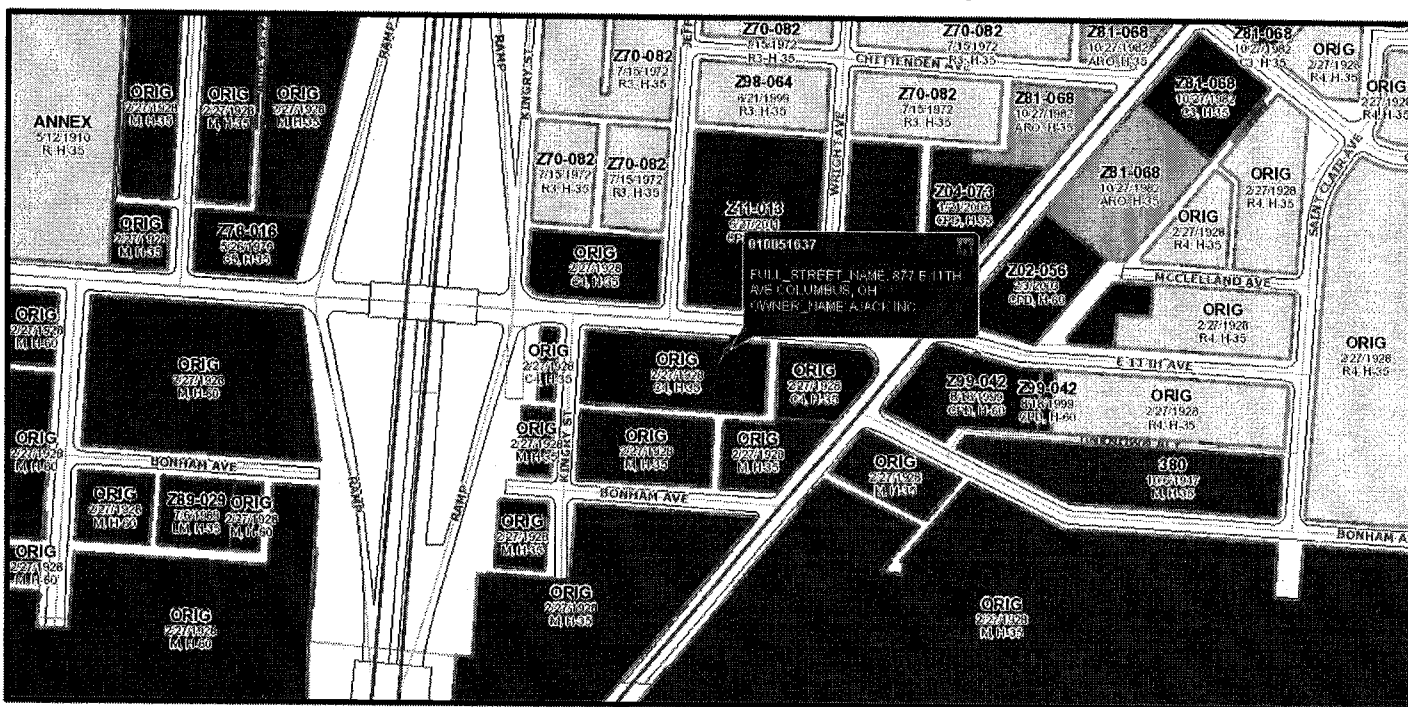 Z70-082
7/15/1972
R3, H-35
Z70-082
7/15/1972
R3, H-35
Z81-068
10/27/1982
ARO, H-35
Z81-068
10/27/1982
C3, H-35
ORIG
2/27/1928
R4, H-35
ORIG
2/27/1928
R4, H-35
RAMP
RAMP
Z70-082
7/15/1972
R3, H-35
CHITTENDEN AVE
Z98-064
6/21/1999
R3, H-35
Z70-082
7/15/1972
R3, H-35
Z81-068
10/27/1982
ARO, H-35
Z81-068
10/27/1982
C3, H-35
ANNEX
5/12/1910
R, H-35
ORIG
2/27/1928
M, H-35
ORIG
2/27/1928
M, H-35
ORIG
2/27/1928
M, H-35
Z70-082
7/15/1972
R3, H-35
Z70-082
7/15/1972
R3, H-35
WRIGHT AVE
Z04-073
CPD, H-35
Z81-068
10/27/1982
ARO, H-35
ORIG
2/27/1928
R4, H-35
SAINT CLAIR AVE
ORIG
2/27/1928
M, H-35
Z78-016
Z11-013
ORIG
2/27/1928
R4, H-35
ORIG
2/27/1928
C4, H-35
010051637
FULL_STREET_NAME: 877 E 11TH
AVE COLUMBUS, OH
OWNER_NAME: AJACK INC
Z02-056
CPD, H-60
MCCLELLAND AVE
ORIG
2/27/1928
R4, H-35
ORIG
2/27/1928
M, H-60
ORIG
2/27/1928
M, H-60
ORIG
2/27/1928
C4, H-35
ORIG
2/27/1928
C4, H-35
ORIG
2/27/1928
C4, H-35
E 11TH AVE
ORIG
2/27/1928
R4, H-35
Z99-042
CPD, H-60
Z99-042
CPD, H-60
ORIG
2/27/1928
R4, H-35
ORIG
2/27/1928
M, H-60
ORIG
2/27/1928
M, H-35
KINGRY ST
ORIG
2/27/1928
M, H-35
ORIG
2/27/1928
M, H-35
BONHAM AVE
ORIG
2/27/1928
M, H-35
380
M, H-35
ORIG
2/27/1928
M, H-60
Z89-029
LM, H-35
ORIG
2/27/1928
M, H-60
RAMP
RAMP
BONHAM AVE
ORIG
2/27/1928
M, H-35
BONHAM A
ORIG
2/27/1928
M, H-60
ORIG
2/27/1928
M, H-60
ORIG
2/27/1928
M, H-35
ORIG
2/27/1928
M, H-35